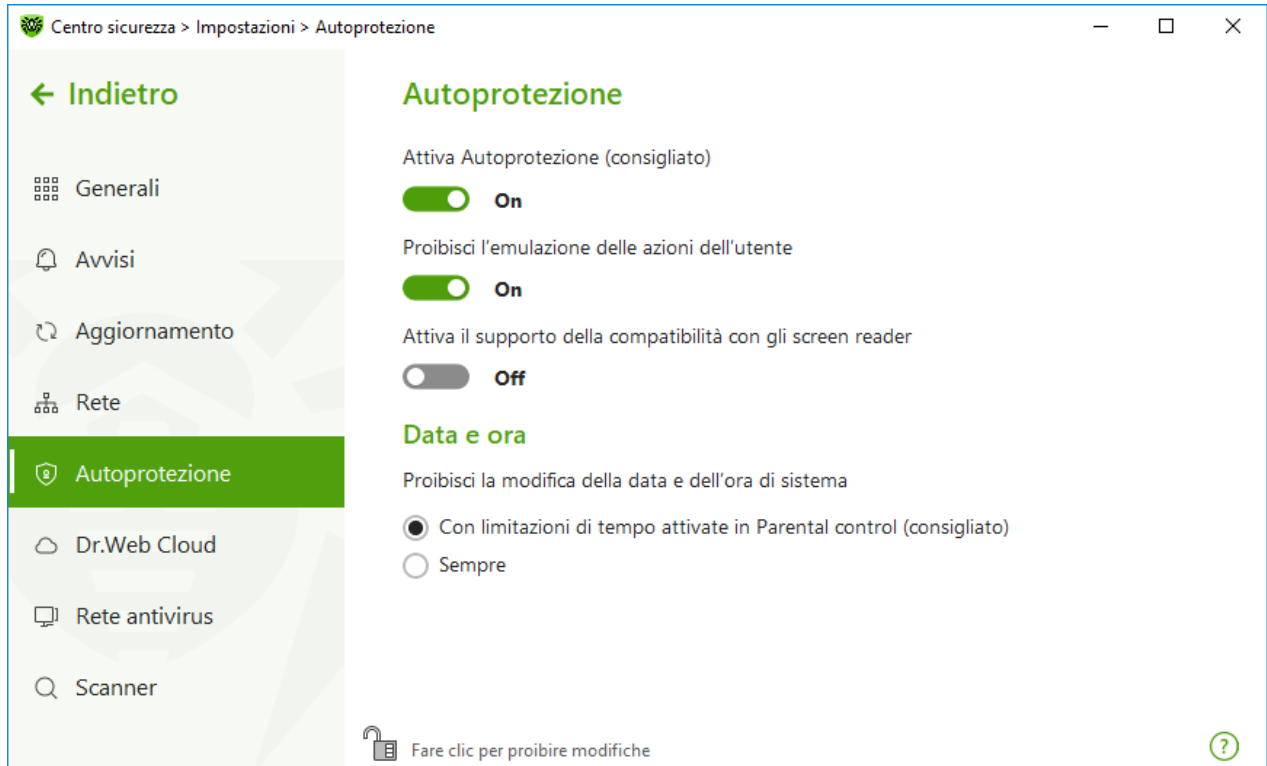 Centro sicurezza > Impostazioni > Autoprotezione
Indietro
Generali
Avvisi
Aggiornamento
Rete
Autoprotezione
Dr.Web Cloud
Rete antivirus
Scanner
Autoprotezione
Attiva Autoprotezione (consigliato)
On
Proibisci l'emulazione delle azioni dell'utente
On
Attiva il supporto della compatibilità con gli screen reader
Off
Data e ora
Proibisci la modifica della data e dell'ora di sistema
Con limitazioni di tempo attivate in Parental control (consigliato)
Sempre
Fare clic per proibire modifiche
?